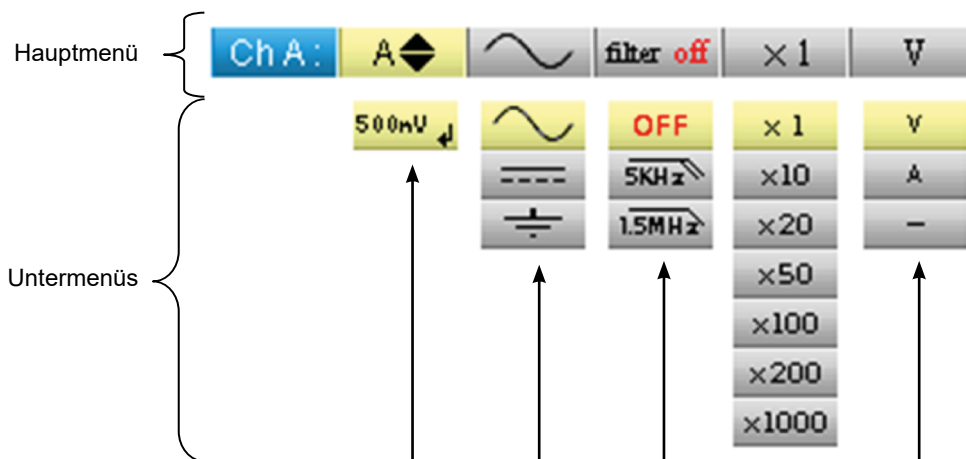 Hauptmenü
Ch A : A filter off × 1 V
Untermenüs
500mV OFF × 1 V
5KHz ×10 A
1.5MHz ×20 –
×50
×100
×200
×1000